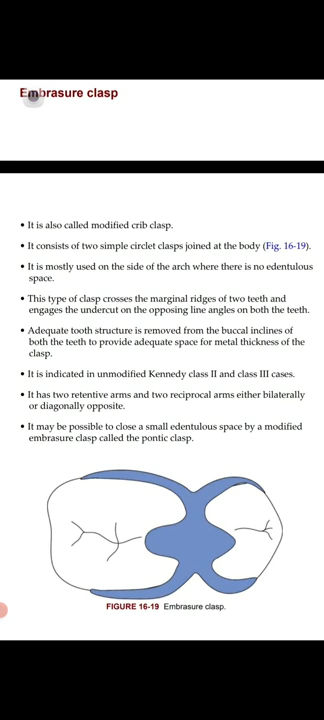 Embrasure clasp
• It is also called modified crib clasp.
• It consists of two simple circlet clasps joined at the body (Fig. 16-19).
• It is mostly used on the side of the arch where there is no edentulous
space.
• This type of clasp crosses the marginal ridges of two teeth and
engages the undercut on the opposing line angles on both the teeth.
• Adequate tooth structure is removed from the buccal inclines of
both the teeth to provide adequate space for metal thickness of the
clasp.
• It is indicated in unmodified Kennedy class II and class III cases.
• It has two retentive arms and two reciprocal arms either bilaterally
or diagonally opposite.
• It may be possible to close a small edentulous space by a modified
embrasure clasp called the pontic clasp.
FIGURE 16-19 Embrasure clasp.